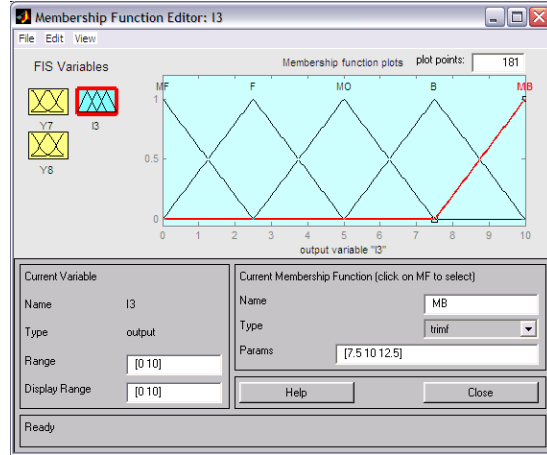 Membership Function Editor: I3
File Edit View
FIS Variables
Y7
I3
Y8
Membership function plots plot points: 181
MF F MO B MB
1
0.5
0
0 1 2 3 4 5 6 7 8 9 10
output variable "I3"
Current Variable
Name I3
Type output
Range [0 10]
Display Range [0 10]
Current Membership Function (click on MF to select)
Name MB
Type trimf
Params [7.5 10 12.5]
Help Close
Ready